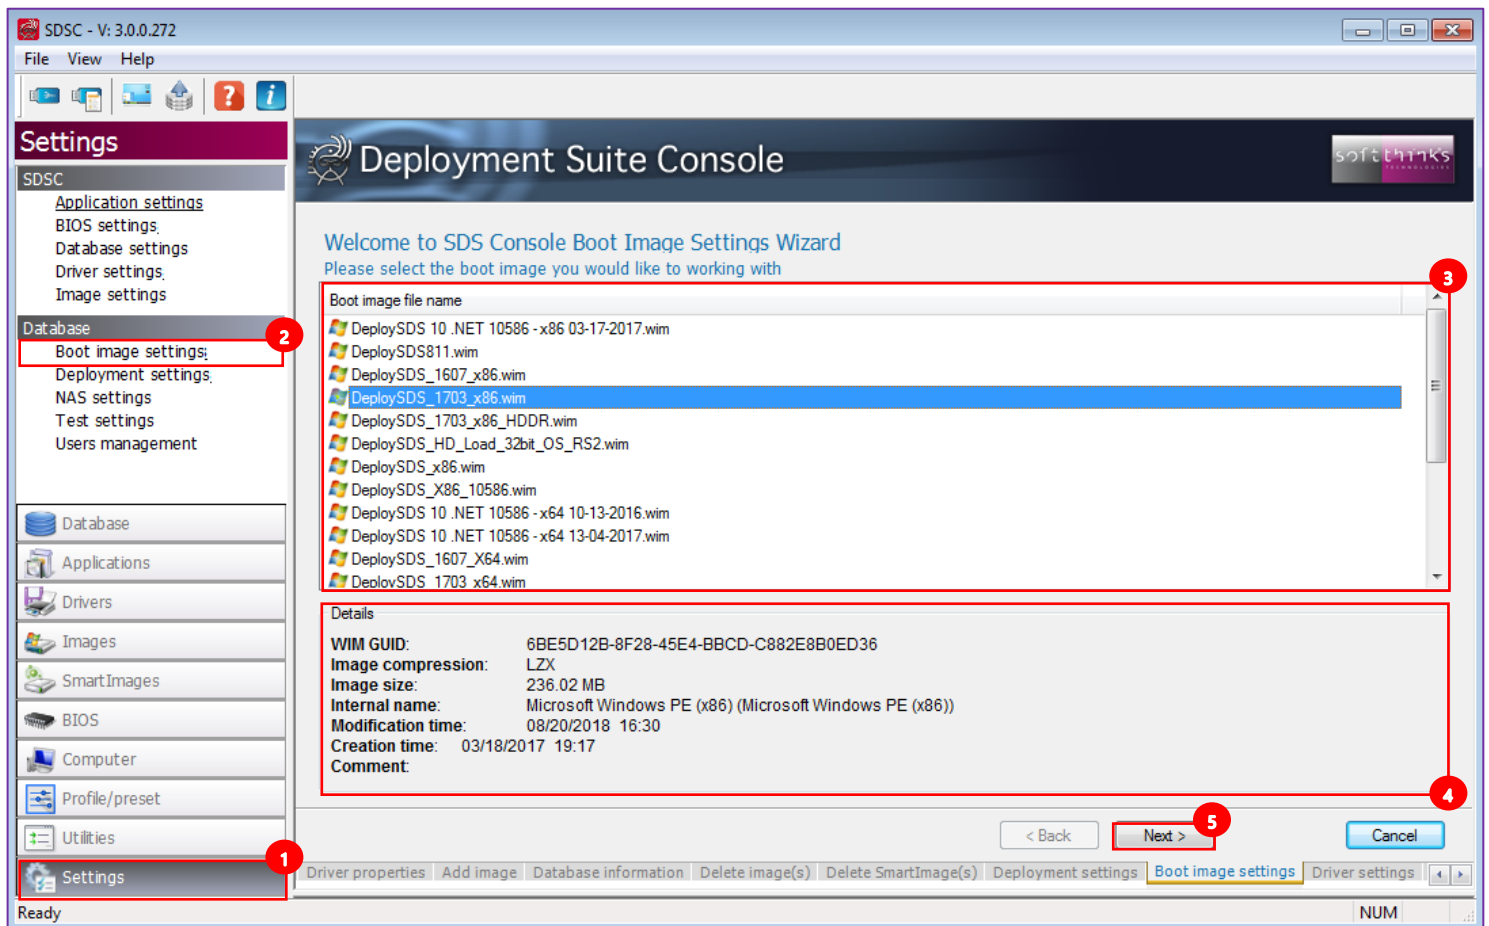 SDSC - V: 3.0.0.272
File View Help
Settings
SDSC
Application settings
BIOS settings
Database settings
Driver settings
Image settings
Database
2
Boot image settings
Deployment settings
NAS settings
Test settings
Users management
Database
Applications
Drivers
Images
SmartImages
BIOS
Computer
Profile/preset
Utilities
1
Settings
Deployment Suite Console
softthinks
TECHNOLOGIES
Welcome to SDS Console Boot Image Settings Wizard
Please select the boot image you would like to working with
3
Boot image file name
DeploySDS 10 .NET 10586 - x86 03-17-2017.wim
DeploySDS811.wim
DeploySDS_1607_x86.wim
DeploySDS_1703_x86.wim
DeploySDS_1703_x86_HDDR.wim
DeploySDS_HD_Load_32bit_OS_RS2.wim
DeploySDS_x86.wim
DeploySDS_X86_10586.wim
DeploySDS 10 .NET 10586 - x64 10-13-2016.wim
DeploySDS 10 .NET 10586 - x64 13-04-2017.wim
DeploySDS_1607_X64.wim
DeploySDS_1703_x64.wim
Details
WIM GUID: 6BE5D12B-8F28-45E4-BBCD-C882E8B0ED36
Image compression: LZX
Image size: 236.02 MB
Internal name: Microsoft Windows PE (x86) (Microsoft Windows PE (x86))
Modification time: 08/20/2018 16:30
Creation time: 03/18/2017 19:17
Comment:
4
5
< Back Next > Cancel
Driver properties Add image Database information Delete image(s) Delete SmartImage(s) Deployment settings Boot image settings Driver settings
Ready NUM